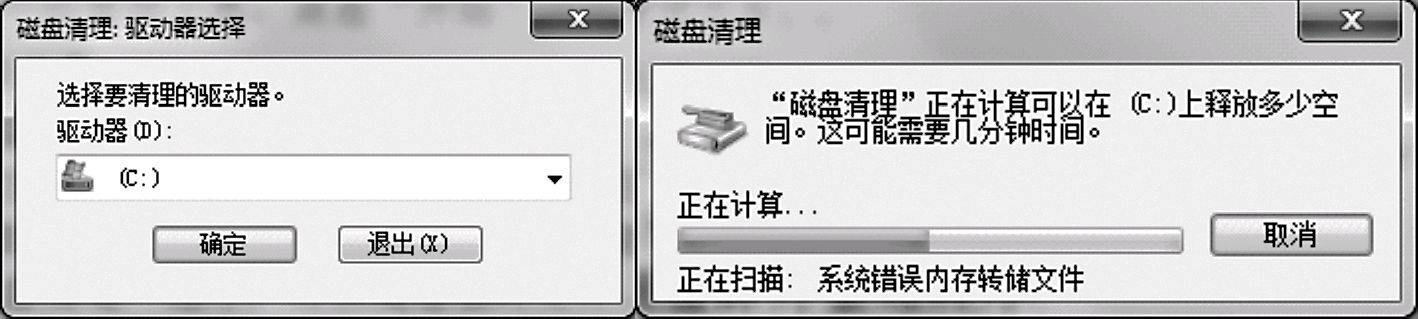 磁盘清理: 驱动器选择
选择要清理的驱动器。
驱动器(D):
(C:)
确定
退出(X)
磁盘清理
“磁盘清理”正在计算可以在 (C:)上释放多少空
间。这可能需要几分钟时间。
正在计算...
取消
正在扫描: 系统错误内存转储文件